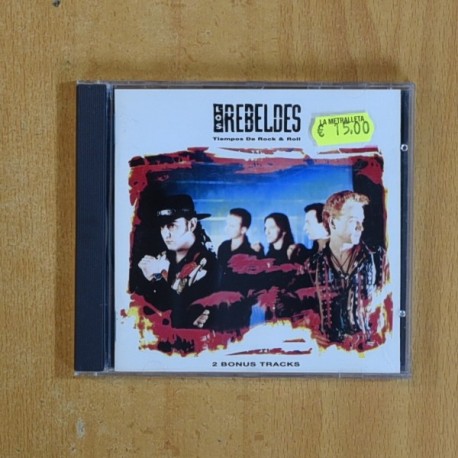 LOS REBELDES
Tiempos De Rock & Roll
LA METRALLETA
€ 15,00
2 BONUS TRACKS